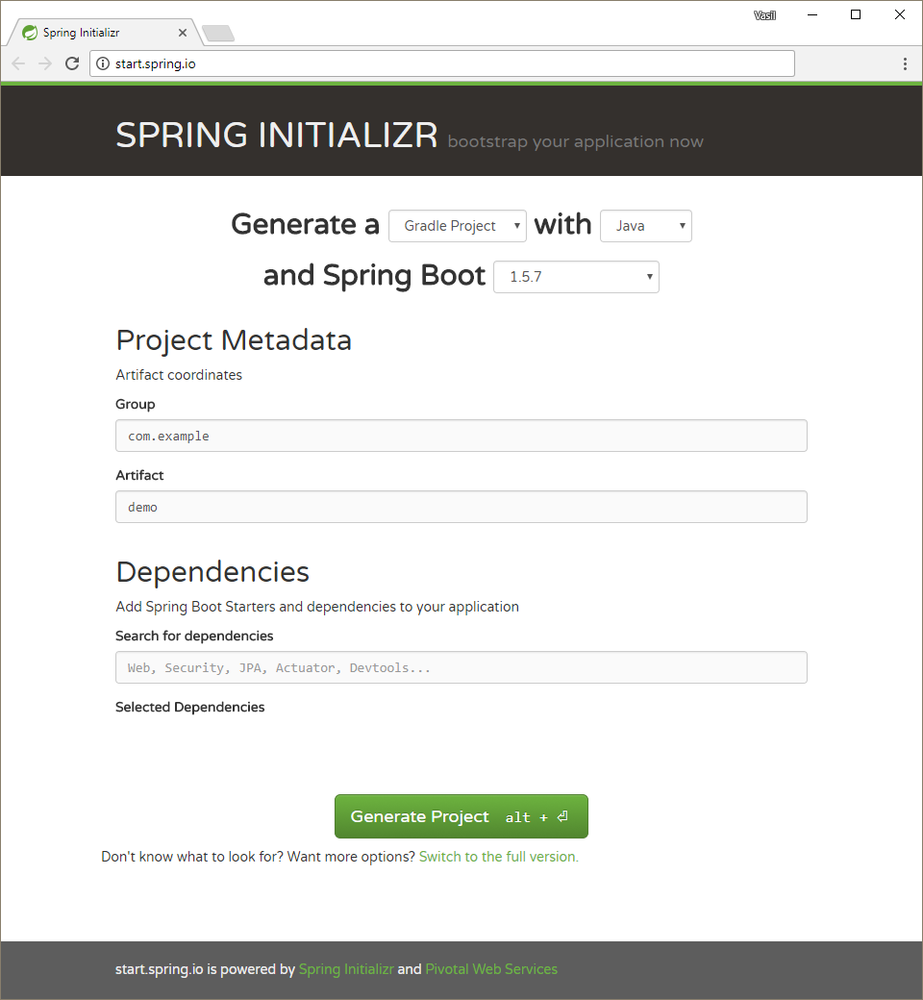 Vasil
Spring Initializr
start.spring.io
SPRING INITIALIZR bootstrap your application now
Generate a Gradle Project with Java
and Spring Boot 1.5.7
Project Metadata
Artifact coordinates
Group
com.example
Artifact
demo
Dependencies
Add Spring Boot Starters and dependencies to your application
Search for dependencies
Web, Security, JPA, Actuator, Devtools...
Selected Dependencies
Generate Project alt + ⏎
Don't know what to look for? Want more options? Switch to the full version.
start.spring.io is powered by Spring Initializr and Pivotal Web Services